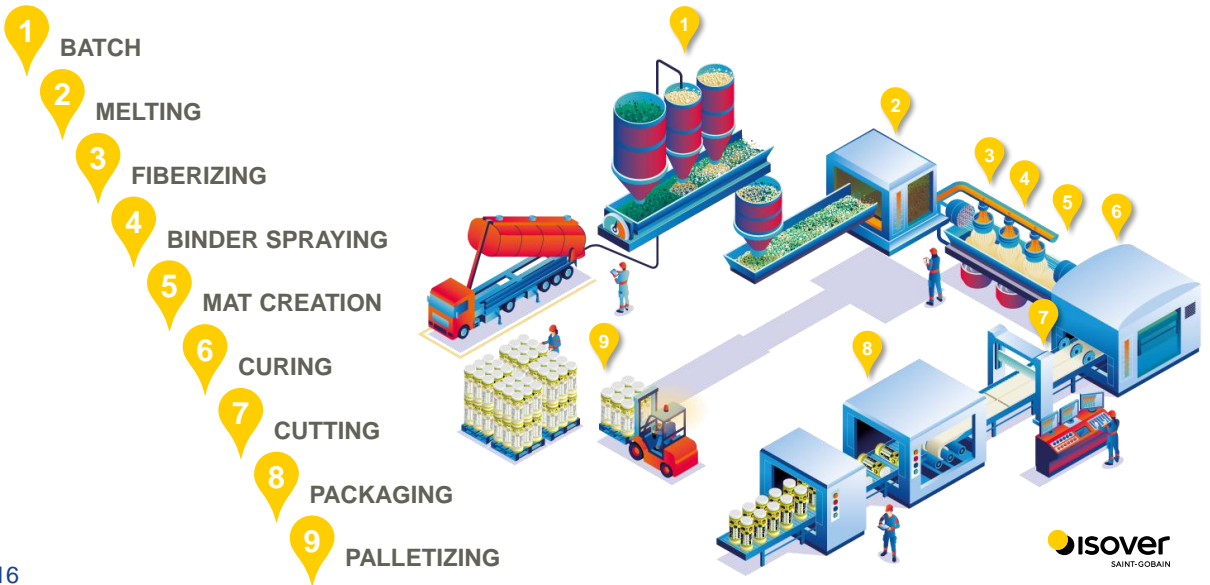 1
BATCH
2
MELTING
3
FIBERIZING
4
BINDER SPRAYING
5
MAT CREATION
6
CURING
7
CUTTING
8
PACKAGING
9
PALLETIZING
1
2
3
4
5
6
7
8
9
isover
SAINT-GOBAIN
16